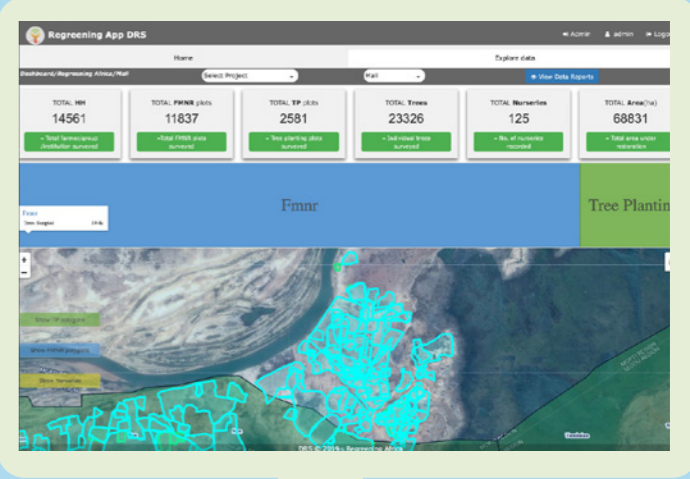 Regreening App DRS
Admin admin Logo
Home Explore data
Dashboard/Regreening Africa/Mali Select Project Mali View Data Reports
TOTAL HH TOTAL FMNR plots TOTAL TP plots TOTAL Trees TOTAL Nurseries TOTAL Area(ha)
14561 11837 2581 23326 125 68831
- Total farmers/group - Total FMNR plots - Tree planting plots - Individual trees - No. of nurseries - Total area under
/institution surveyed surveyed surveyed surveyed recorded restoration
Fmnr Tree Plantin
Fmnr
+
−
Show TP polygons
Show FMNR polygons
Show Nurseries
DRS © 2019 - Regreening Africa